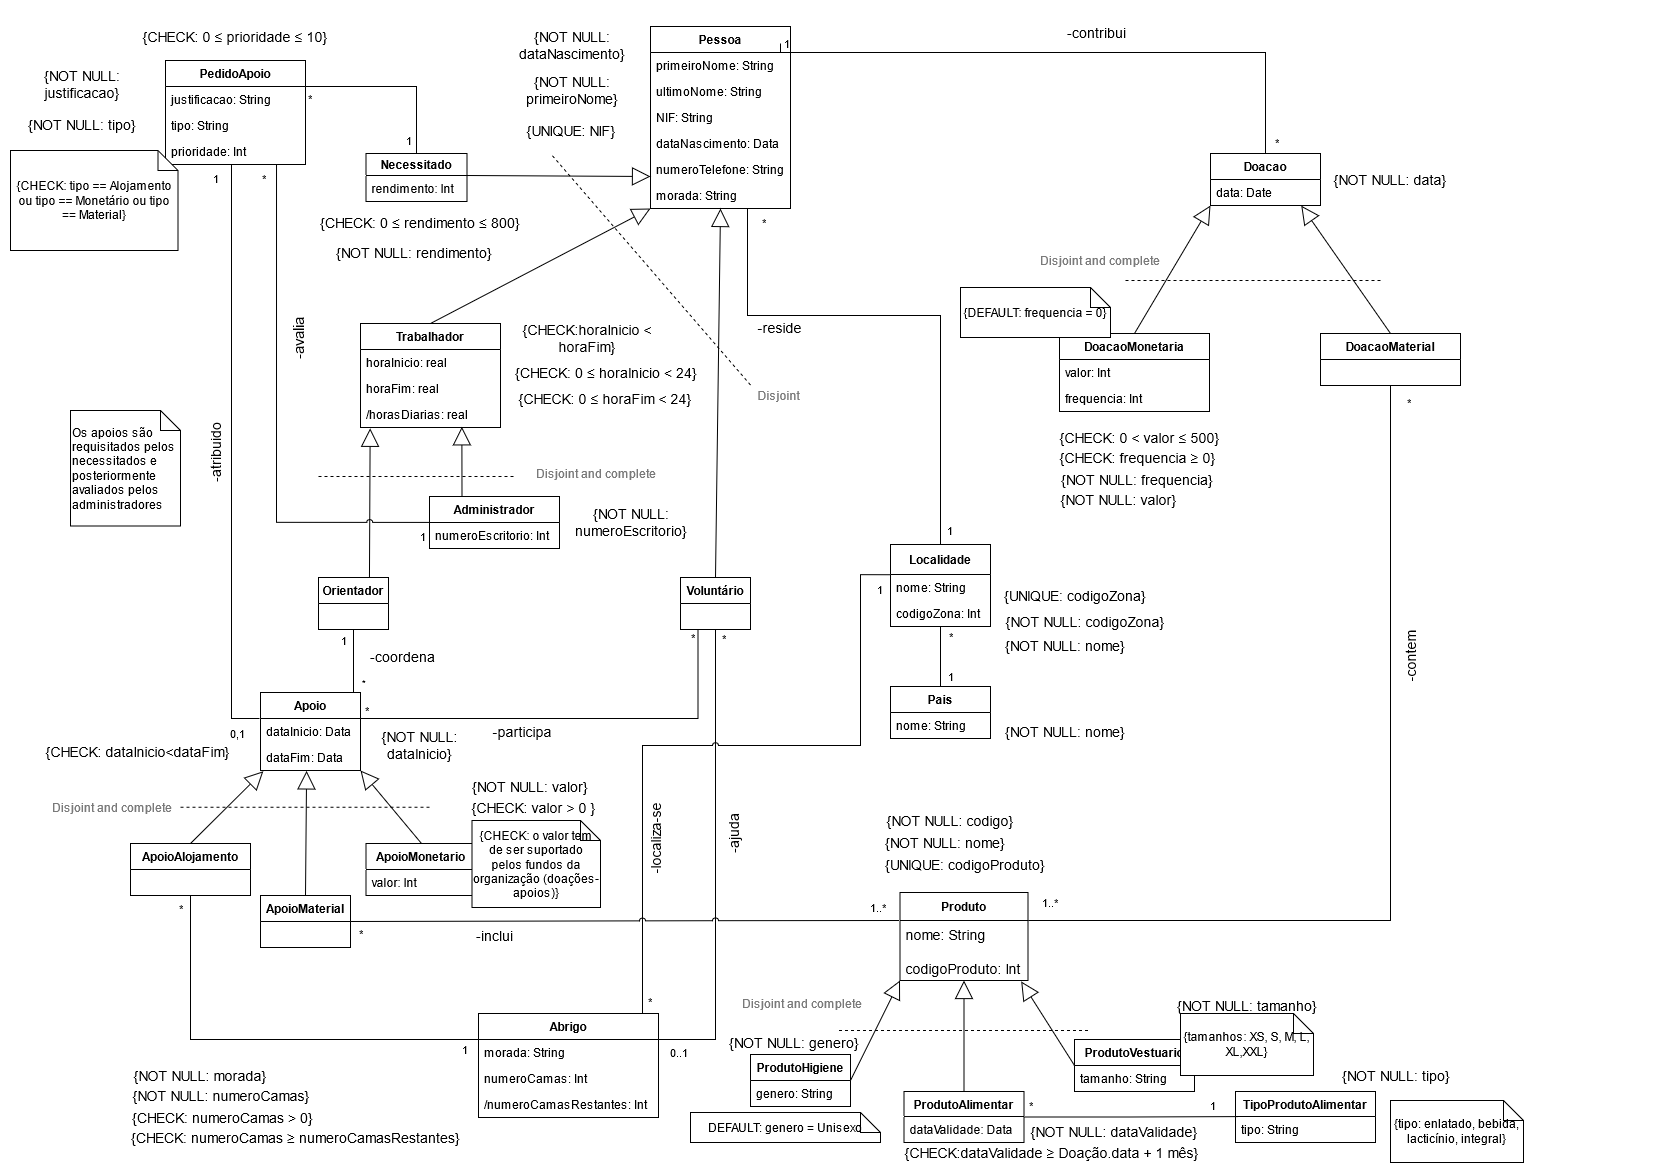 {CHECK: 0 ≤ prioridade ≤ 10}
{NOT NULL:
justificacao}
{NOT NULL: tipo}
PedidoApoio
justificacao: String
tipo: String
prioridade: Int
{CHECK: tipo == Alojamento
ou tipo == Monetário ou tipo
== Material}
1
*
*
1
Necessitado
rendimento: Int
{CHECK: 0 ≤ rendimento ≤ 800}
{NOT NULL: rendimento}
{NOT NULL:
dataNascimento}
{NOT NULL:
primeiroNome}
{UNIQUE: NIF}
Pessoa
primeiroNome: String
ultimoNome: String
NIF: String
dataNascimento: Data
numeroTelefone: String
morada: String
1
-contribui
*
*
Doacao
data: Date
{NOT NULL: data}
Disjoint and complete
{DEFAULT: frequencia = 0}
DoacaoMonetaria
valor: Int
frequencia: Int
DoacaoMaterial
*
{CHECK: 0 < valor ≤ 500}
{CHECK: frequencia ≥ 0}
{NOT NULL: frequencia}
{NOT NULL: valor}
-reside
Disjoint
-avalia
Trabalhador
horaInicio: real
horaFim: real
/horasDiarias: real
{CHECK:horaInicio <
horaFim}
{CHECK: 0 ≤ horaInicio < 24}
{CHECK: 0 ≤ horaFim < 24}
Os apoios são
requisitados pelos
necessitados e
posteriormente
avaliados pelos
administradores
-atribuido
Disjoint and complete
Administrador
numeroEscritorio: Int
1
{NOT NULL:
numeroEscritorio}
Orientador
1
-coordena
*
Voluntário
*
*
1
Localidade
nome: String
codigoZona: Int
1
*
{UNIQUE: codigoZona}
{NOT NULL: codigoZona}
{NOT NULL: nome}
-contem
1
Pais
nome: String
{NOT NULL: nome}
Apoio
dataInicio: Data
dataFim: Data
*
0,1
-participa
{NOT NULL:
dataInicio}
{CHECK: dataInicio<dataFim}
Disjoint and complete
{NOT NULL: valor}
{CHECK: valor > 0 }
{CHECK: o valor tem
de ser suportado
pelos fundos da
organização (doações-
apoios)}
ApoioAlojamento
*
ApoioMonetario
valor: Int
ApoioMaterial
*
-inclui
-localiza-se
-ajuda
{NOT NULL: codigo}
{NOT NULL: nome}
{UNIQUE: codigoProduto}
1..*
Produto
nome: String
codigoProduto: Int
1..*
Disjoint and complete
*
Abrigo
morada: String
numeroCamas: Int
/numeroCamasRestantes: Int
1
0..1
{NOT NULL: morada}
{NOT NULL: numeroCamas}
{CHECK: numeroCamas > 0}
{CHECK: numeroCamas ≥ numeroCamasRestantes}
{NOT NULL: genero}
ProdutoHigiene
genero: String
DEFAULT: genero = Unisexo
{NOT NULL: tamanho}
{tamanhos: XS, S, M, L,
XL,XXL}
ProdutoVestuario
tamanho: String
ProdutoAlimentar
dataValidade: Data
*
1
{NOT NULL: dataValidade}
{CHECK:dataValidade ≥ Doação.data + 1 mês}
{NOT NULL: tipo}
TipoProdutoAlimentar
tipo: String
{tipo: enlatado, bebida,
lacticínio, integral}